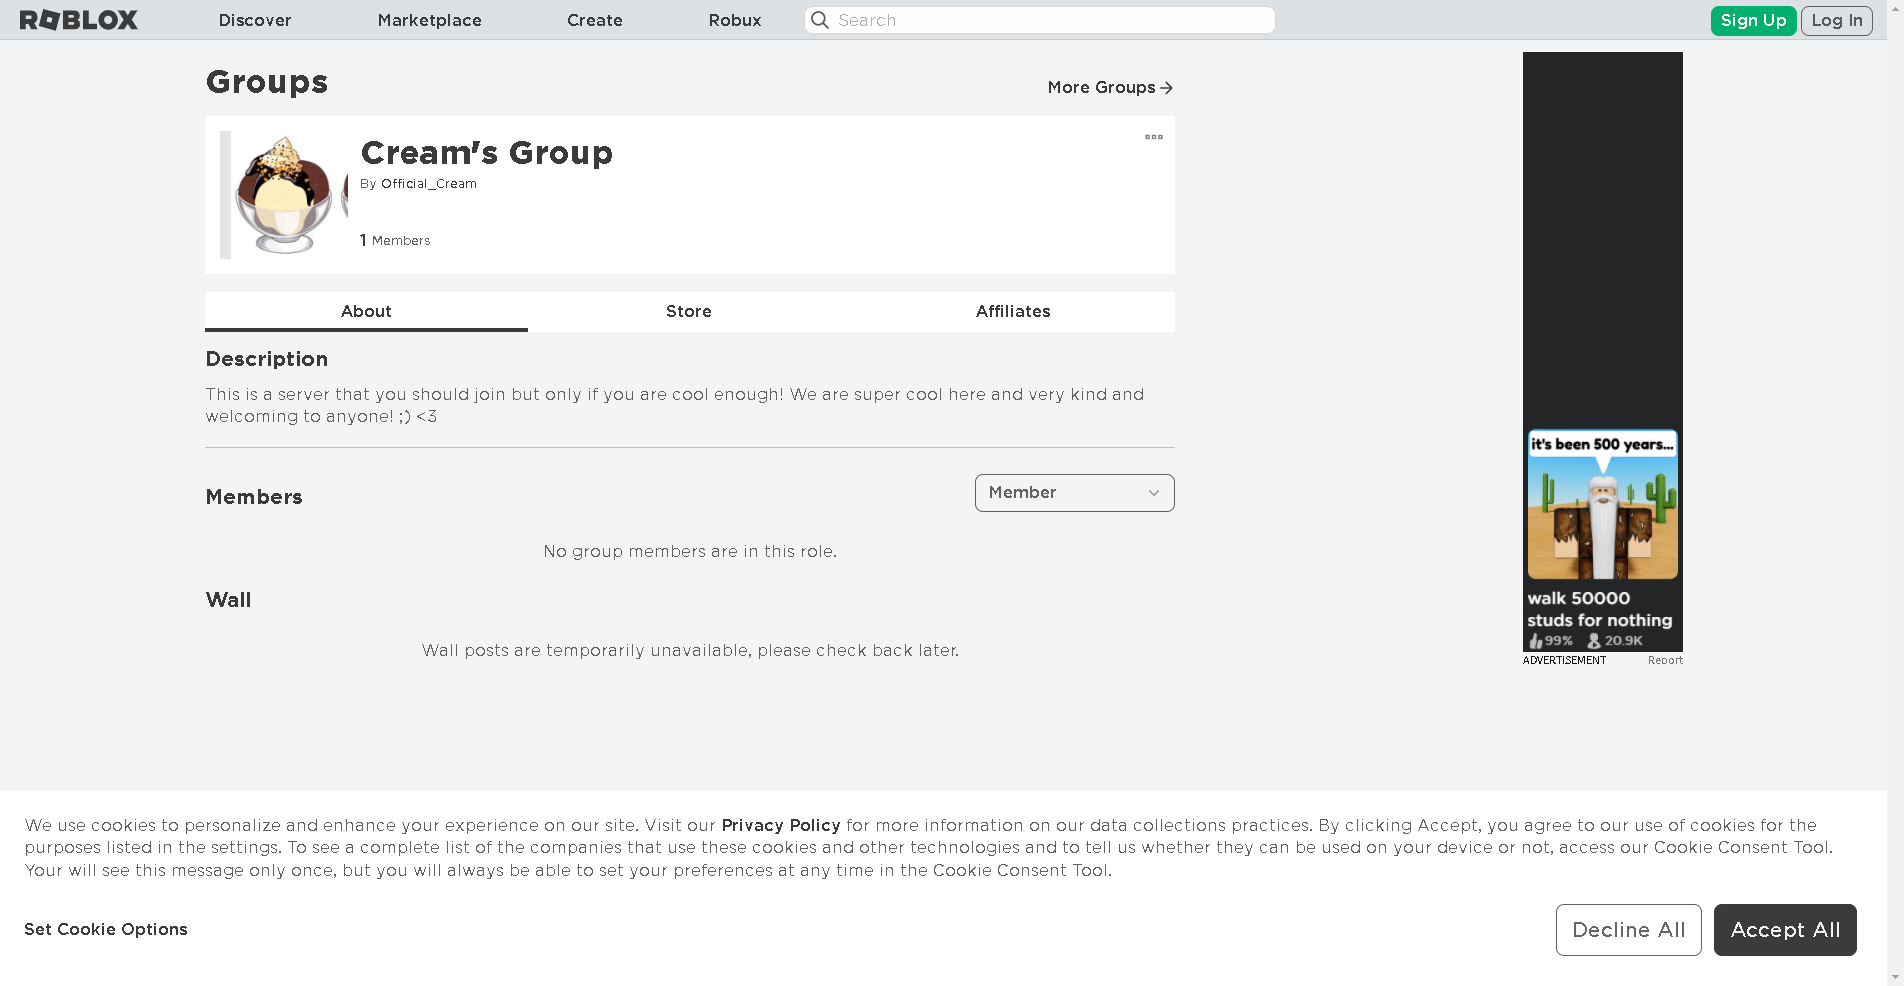 ROBLOX
Discover
Marketplace
Create
Robux
Search
Sign Up
Log In
Groups
More Groups
Cream's Group
By Official_Cream
1 Members
About
Store
Affiliates
Description
This is a server that you should join but only if you are cool enough! We are super cool here and very kind and
welcoming to anyone! ;) <3
Members
Member
No group members are in this role.
Wall
Wall posts are temporarily unavailable, please check back later.
it's been 500 years...
walk 50000
studs for nothing
99% 20.9K
ADVERTISEMENT
Report
We use cookies to personalize and enhance your experience on our site. Visit our Privacy Policy for more information on our data collections practices. By clicking Accept, you agree to our use of cookies for the
purposes listed in the settings. To see a complete list of the companies that use these cookies and other technologies and to tell us whether they can be used on your device or not, access our Cookie Consent Tool.
Your will see this message only once, but you will always be able to set your preferences at any time in the Cookie Consent Tool.
Set Cookie Options
Decline All
Accept All